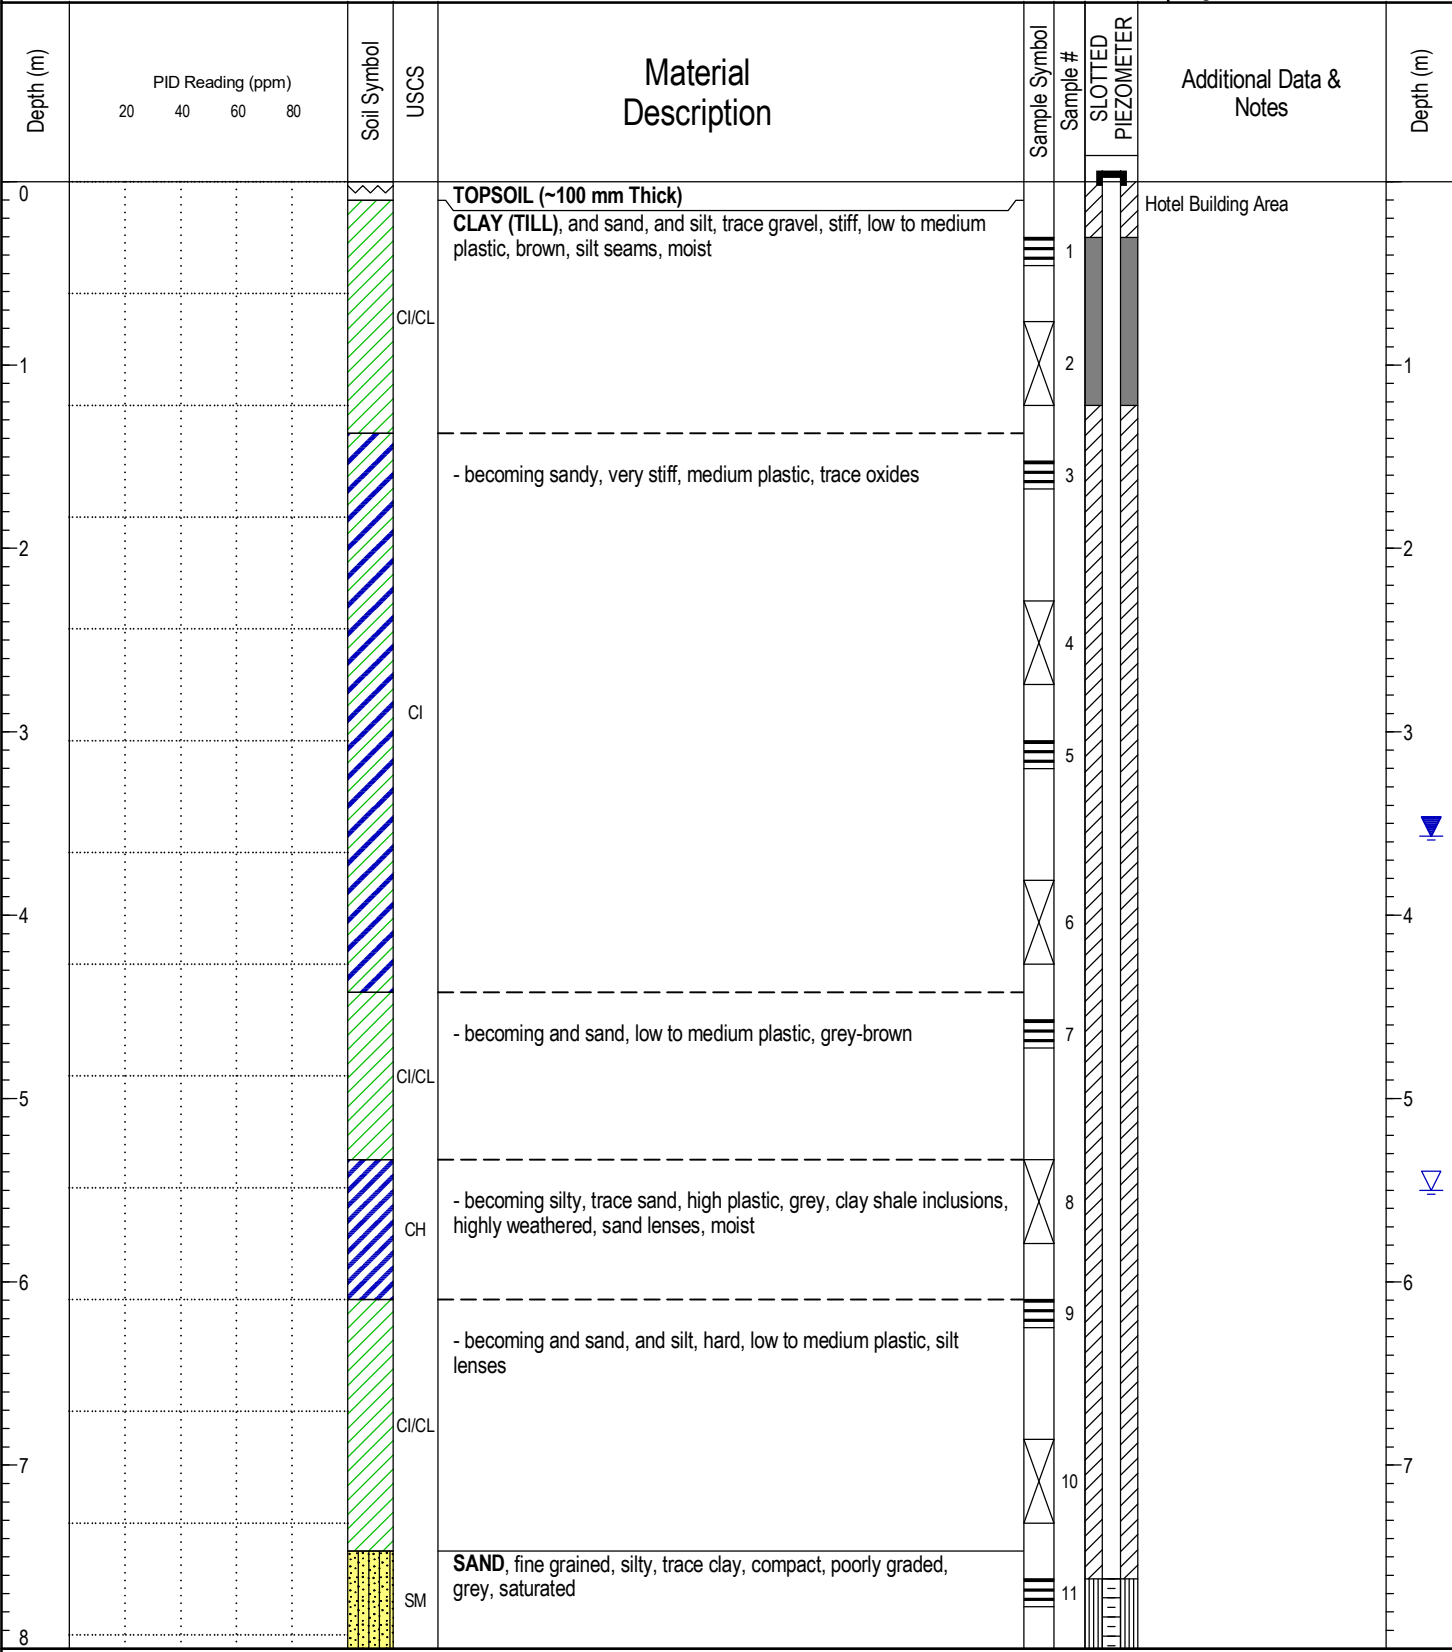 Depth (m)
PID Reading (ppm)
20 40 60 80
Soil Symbol
USCS
Material
Description
Sample Symbol
Sample #
SLOTTED
PIEZOMETER
Additional Data &
Notes
Depth (m)
0
TOPSOIL (~100 mm Thick)
Hotel Building Area
CLAY (TILL), and sand, and silt, trace gravel, stiff, low to medium
plastic, brown, silt seams, moist
1
CI/CL
1
2
1
- becoming sandy, very stiff, medium plastic, trace oxides
3
2
2
4
CI
3
3
5
4
6
4
- becoming and sand, low to medium plastic, grey-brown
7
CI/CL
5
5
- becoming silty, trace sand, high plastic, grey, clay shale inclusions,
highly weathered, sand lenses, moist
8
CH
6
6
9
- becoming and sand, and silt, hard, low to medium plastic, silt
lenses
CI/CL
7
7
10
SAND, fine grained, silty, trace clay, compact, poorly graded,
grey, saturated
11
SM
8